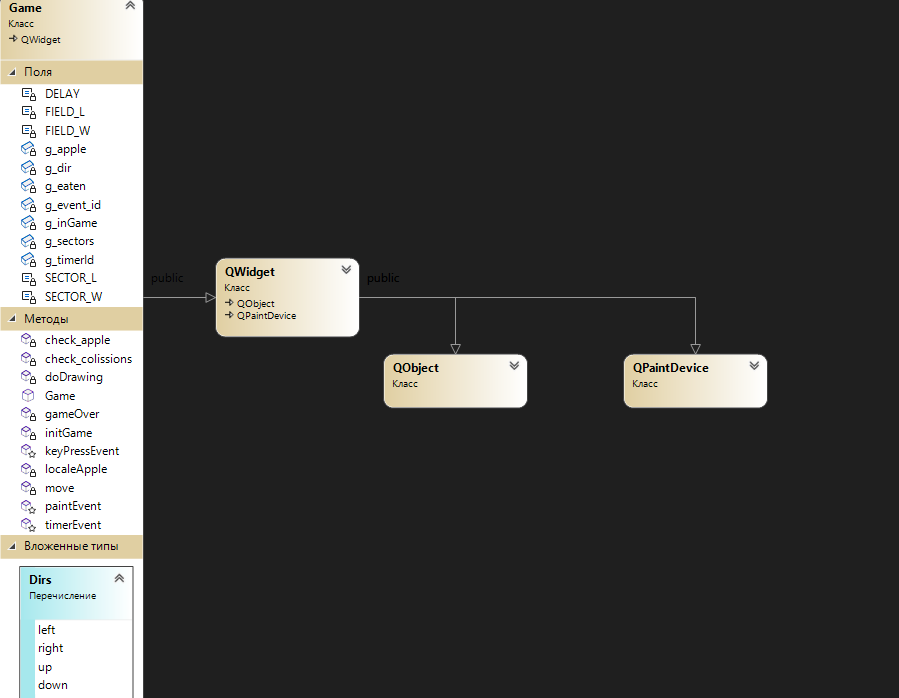 Game
Класс
QWidget
Поля
DELAY
FIELD_L
FIELD_W
g_apple
g_dir
g_eaten
g_event_id
g_inGame
g_sectors
g_timerId
SECTOR_L
SECTOR_W
Методы
check_apple
check_colissions
doDrawing
Game
gameOver
initGame
keyPressEvent
localeApple
move
paintEvent
timerEvent
Вложенные типы
Dirs
Перечисление
left
right
up
down
public
QWidget
Класс
QObject
QPaintDevice
public
QObject
Класс
QPaintDevice
Класс